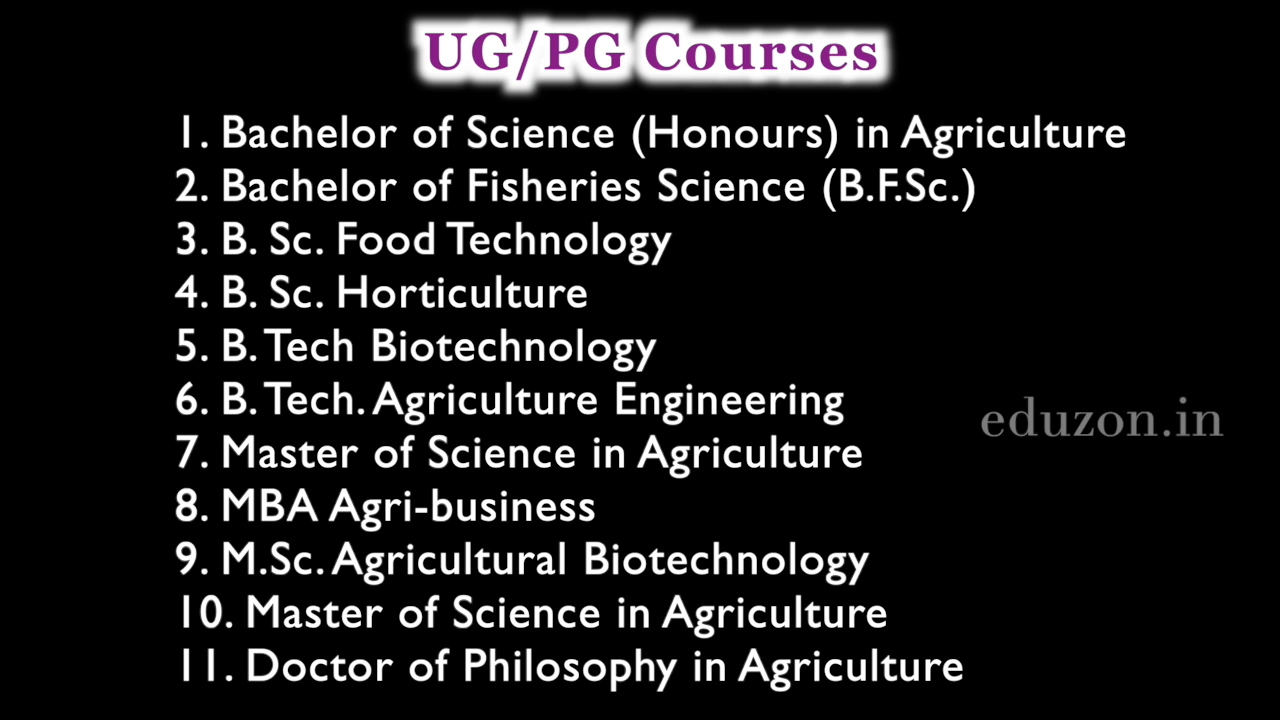 UG/PG Courses
1. Bachelor of Science (Honours) in Agriculture
2. Bachelor of Fisheries Science (B.F.Sc.)
3. B. Sc. Food Technology
4. B. Sc. Horticulture
5. B. Tech Biotechnology
6. B. Tech. Agriculture Engineering
eduzon.in
7. Master of Science in Agriculture
8. MBA Agri-business
9. M.Sc. Agricultural Biotechnology
10. Master of Science in Agriculture
11. Doctor of Philosophy in Agriculture